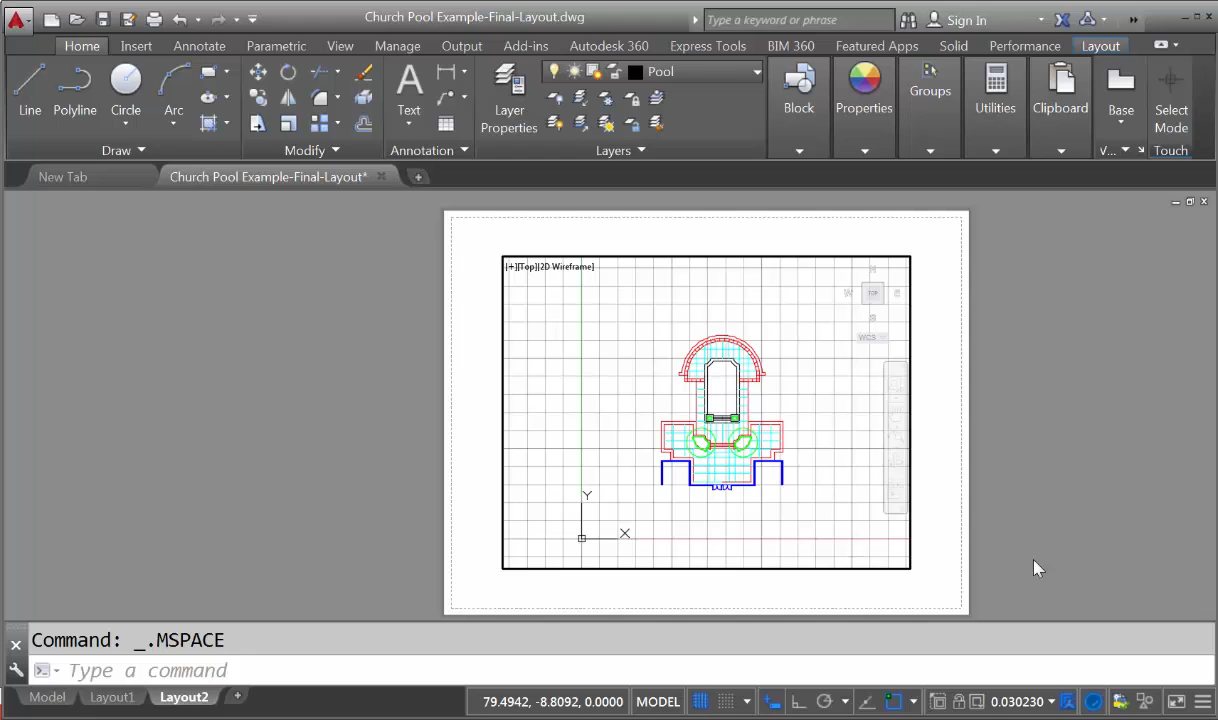 Church Pool Example-Final-Layout.dwg
Type a keyword or phrase
Sign In
Home Insert Annotate Parametric View Manage Output Add-ins Autodesk 360 Express Tools BIM 360 Featured Apps Solid Performance Layout
Pool
Line Polyline Circle Arc Text Layer Properties Block Properties Groups Utilities Clipboard Base Select Mode
Draw Modify Annotation Layers V... Touch
New Tab Church Pool Example-Final-Layout*
[+][Top][2D Wireframe]
TOP
WCS
Y
X
Command: _.MSPACE
Type a command
Model Layout1 Layout2 79.4942, -8.8092, 0.0000 MODEL 0.030230